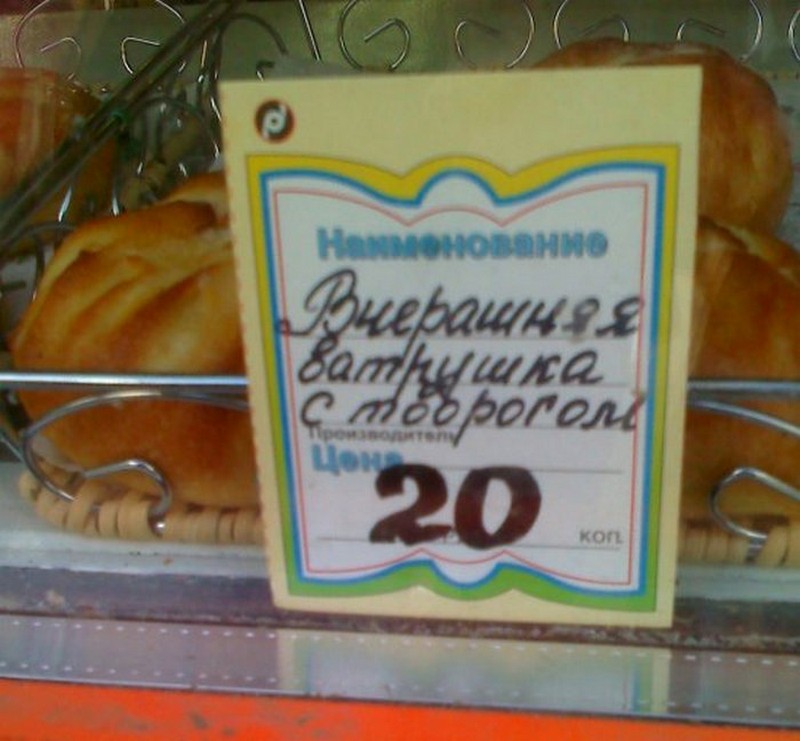 Наименование
Вчерашняя
ватрушка
с творогом
Производитель
Цена
20
коп.